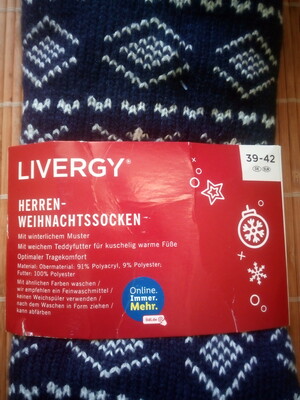 LIVERGY®
39-42
HERREN-
WEIHNACHTSSOCKEN
Mit winterlichem Muster
Mit weichem Teddyfutter für kuschelig warme Füße
Optimaler Tragekomfort
Material: Obermaterial: 91% Polyacryl, 9% Polyester,
Futter: 100% Polyester
Mit ähnlichen Farben waschen /
wir empfehlen ein Feinwaschmittel /
keinen Weichspüler verwenden /
nach dem Waschen in Form ziehen /
kann abfärben
Online.
Immer.
Mehr.
lidl.de